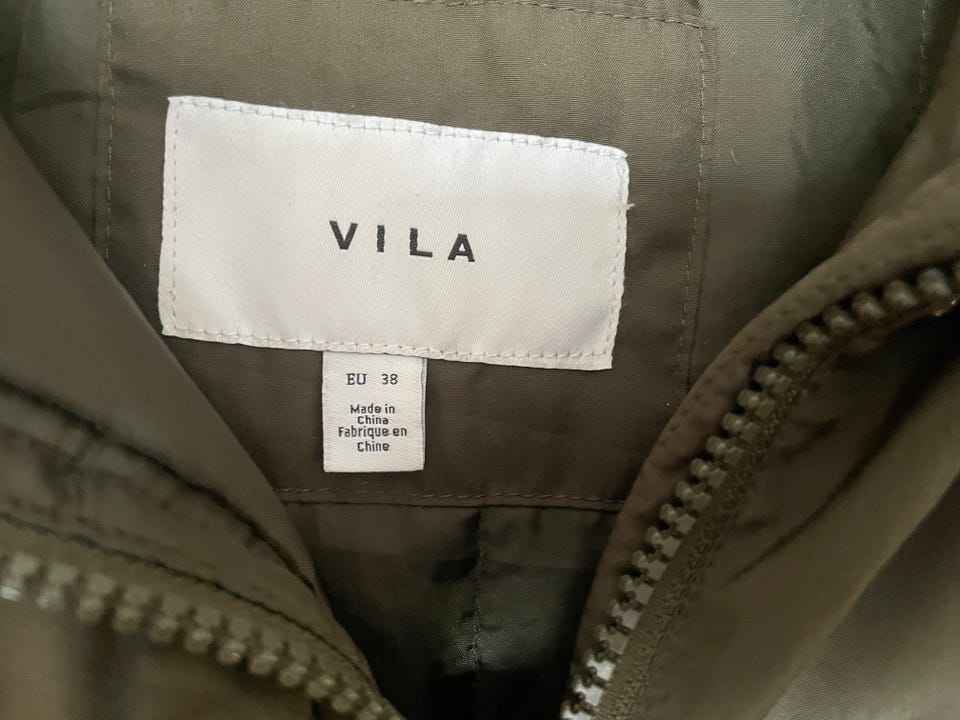 VILA
EU 38
Made in
China
Fabrique en
Chine